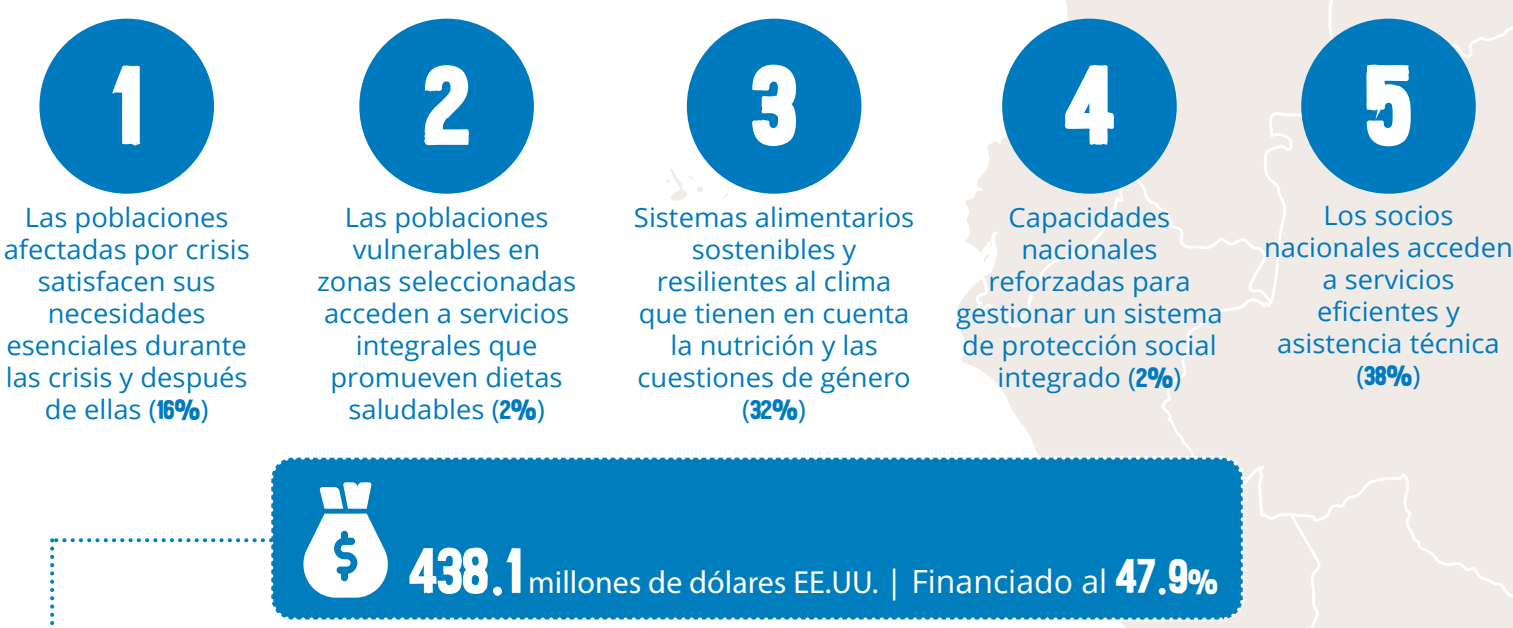 1
Las poblaciones
afectadas por crisis
satisfacen sus
necesidades
esenciales durante
las crisis y después
de ellas (16%)
2
Las poblaciones
vulnerables en
zonas seleccionadas
acceden a servicios
integrales que
promueven dietas
saludables (2%)
3
Sistemas alimentarios
sostenibles y
resilientes al clima
que tienen en cuenta
la nutrición y las
cuestiones de género
(32%)
4
Capacidades
nacionales
reforzadas para
gestionar un sistema
de protección social
integrado (2%)
5
Los socios
nacionales acceden
a servicios
eficientes y
asistencia técnica
(38%)
$
438.1 millones de dólares EE.UU. | Financiado al 47.9%